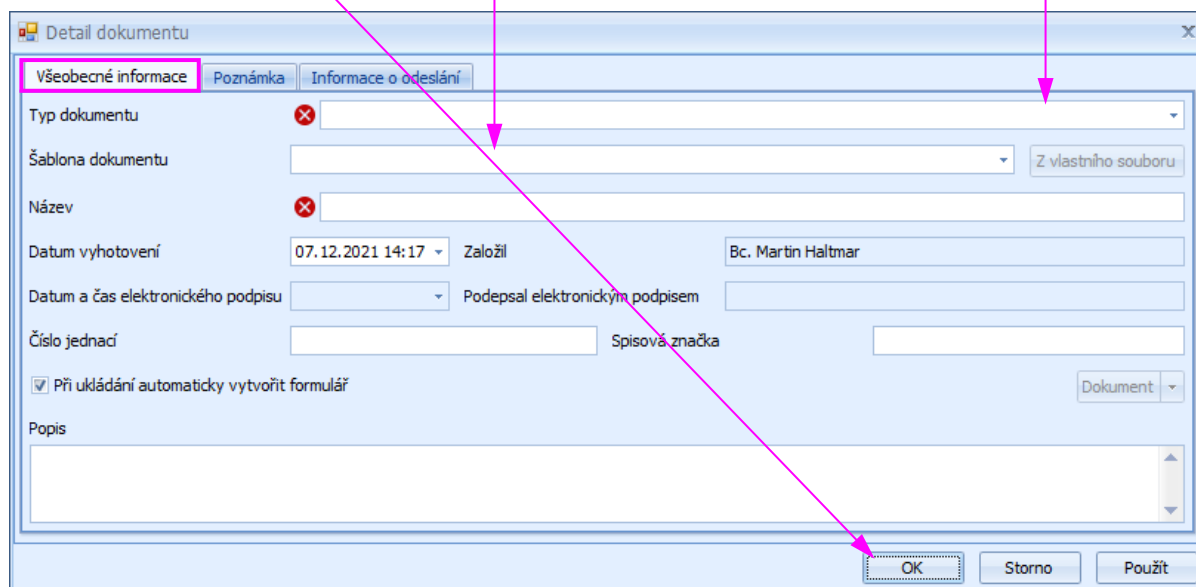 Detail dokumentu
Všeobecné informace Poznámka Informace o odeslání
Typ dokumentu
Šablona dokumentu Z vlastního souboru
Název
Datum vyhotovení 07.12.2021 14:17 Založil Bc. Martin Haltmar
Datum a čas elektronického podpisu Podepsal elektronickým podpisem
Číslo jednací Spisová značka
Při ukládání automaticky vytvořit formulář Dokument
Popis
OK Storno Použít